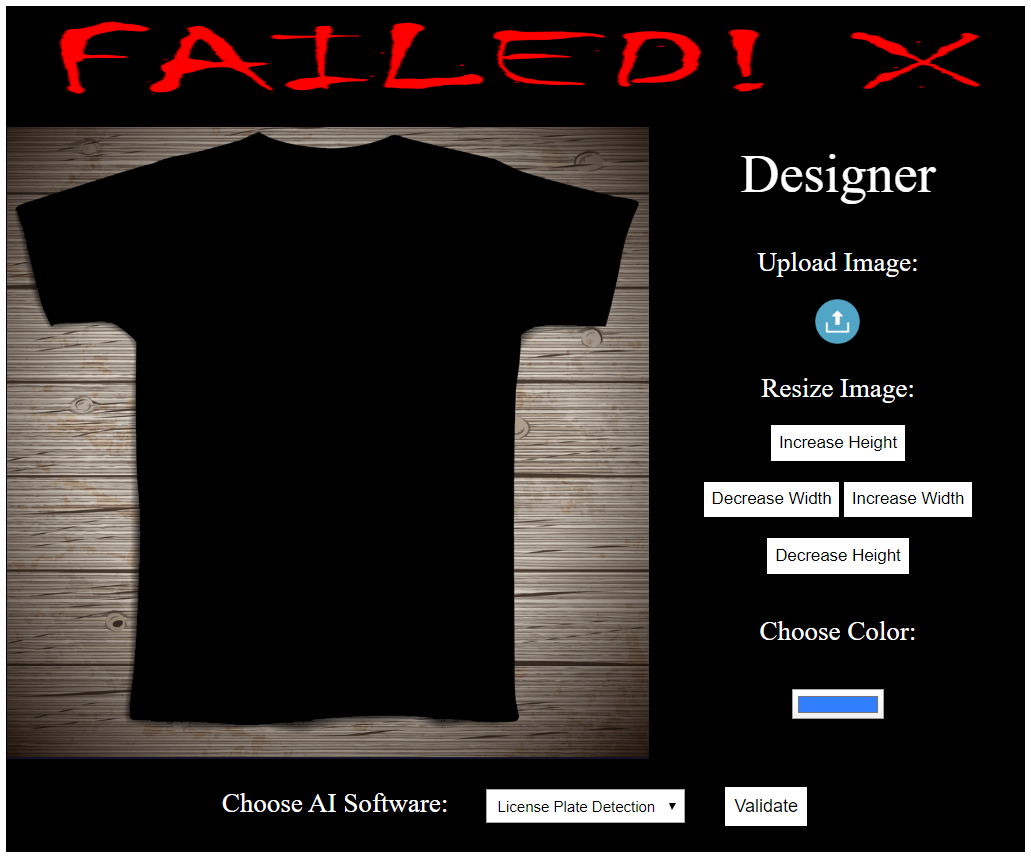 FAILED! X
Designer
Upload Image:
Resize Image:
Increase Height
Decrease Width Increase Width
Decrease Height
Choose Color:
Choose AI Software: License Plate Detection Validate